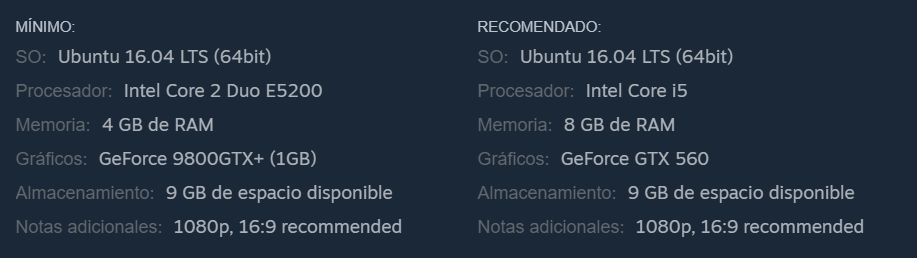 MÍNIMO:
SO: Ubuntu 16.04 LTS (64bit)
Procesador: Intel Core 2 Duo E5200
Memoria: 4 GB de RAM
Gráficos: GeForce 9800GTX+ (1GB)
Almacenamiento: 9 GB de espacio disponible
Notas adicionales: 1080p, 16:9 recommended
RECOMENDADO:
SO: Ubuntu 16.04 LTS (64bit)
Procesador: Intel Core i5
Memoria: 8 GB de RAM
Gráficos: GeForce GTX 560
Almacenamiento: 9 GB de espacio disponible
Notas adicionales: 1080p, 16:9 recommended